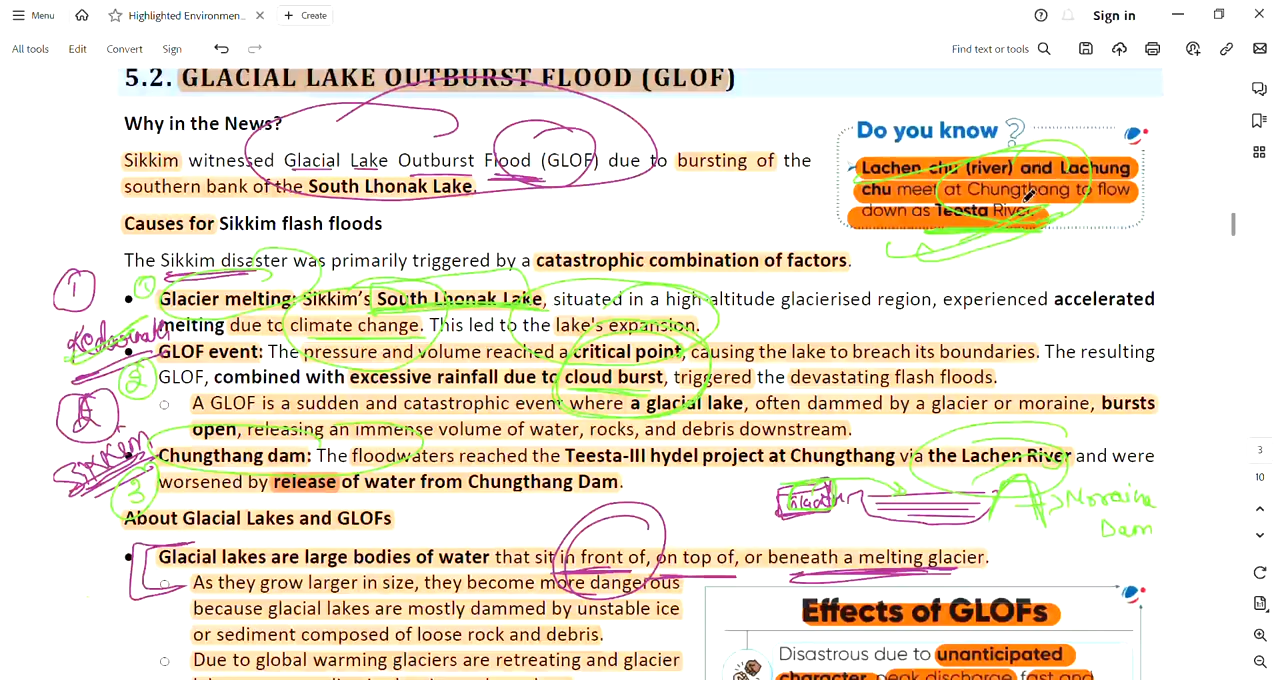 Menu
Highlighted Environmen...
Create
Sign in
All tools
Edit
Convert
Sign
Find text or tools
5.2. GLACIAL LAKE OUTBURST FLOOD (GLOF)
Why in the News?
Sikkim witnessed Glacial Lake Outburst Flood (GLOF) due to bursting of the
southern bank of the South Lhonak Lake.
Do you know ?
Lachen chu (river) and Lachung
chu meet at Chungthang to flow
down as Teesta River.
Causes for Sikkim flash floods
The Sikkim disaster was primarily triggered by a catastrophic combination of factors.
1
• Glacier melting: Sikkim's South Lhonak Lake, situated in a high-altitude glacierised region, experienced accelerated
melting due to climate change. This led to the lake's expansion.
• GLOF event: The pressure and volume reached a critical point, causing the lake to breach its boundaries. The resulting
GLOF, combined with excessive rainfall due to cloud burst, triggered the devastating flash floods.
2
○ A GLOF is a sudden and catastrophic event where a glacial lake, often dammed by a glacier or moraine, bursts
open, releasing an immense volume of water, rocks, and debris downstream.
• Chungthang dam: The floodwaters reached the Teesta-III hydel project at Chungthang via the Lachen River and were
worsened by release of water from Chungthang Dam.
Sikkim
3
Moraine
Dam
About Glacial Lakes and GLOFs
• Glacial lakes are large bodies of water that sit in front of, on top of, or beneath a melting glacier.
○ As they grow larger in size, they become more dangerous
because glacial lakes are mostly dammed by unstable ice
or sediment composed of loose rock and debris.
○ Due to global warming glaciers are retreating and glacier
Effects of GLOFs
Disastrous due to unanticipated
character, peak discharge, fast and
3
10